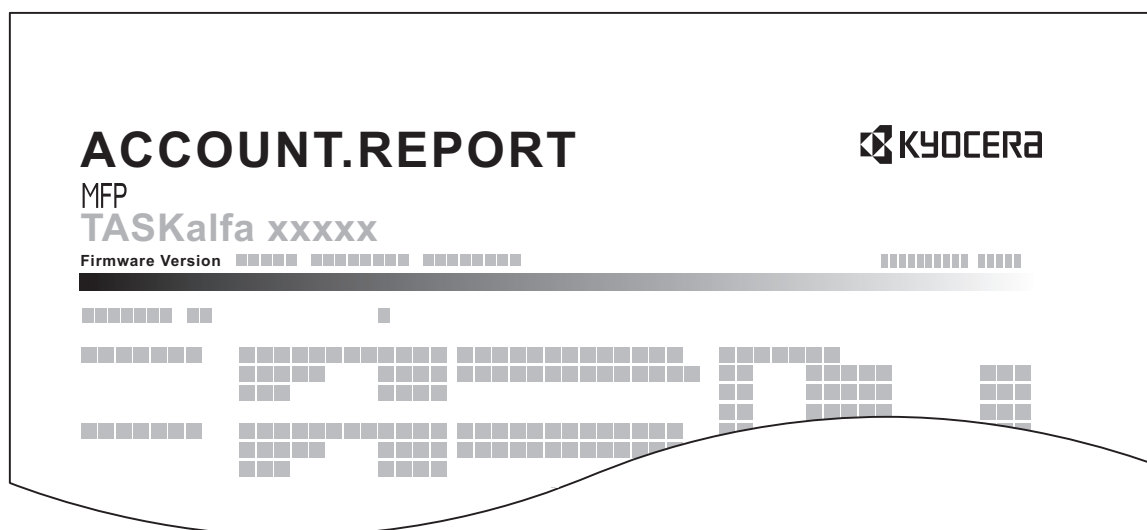 ACCOUNT.REPORT
KYOCERA
MFP
TASKalfa xxxxx
Firmware Version